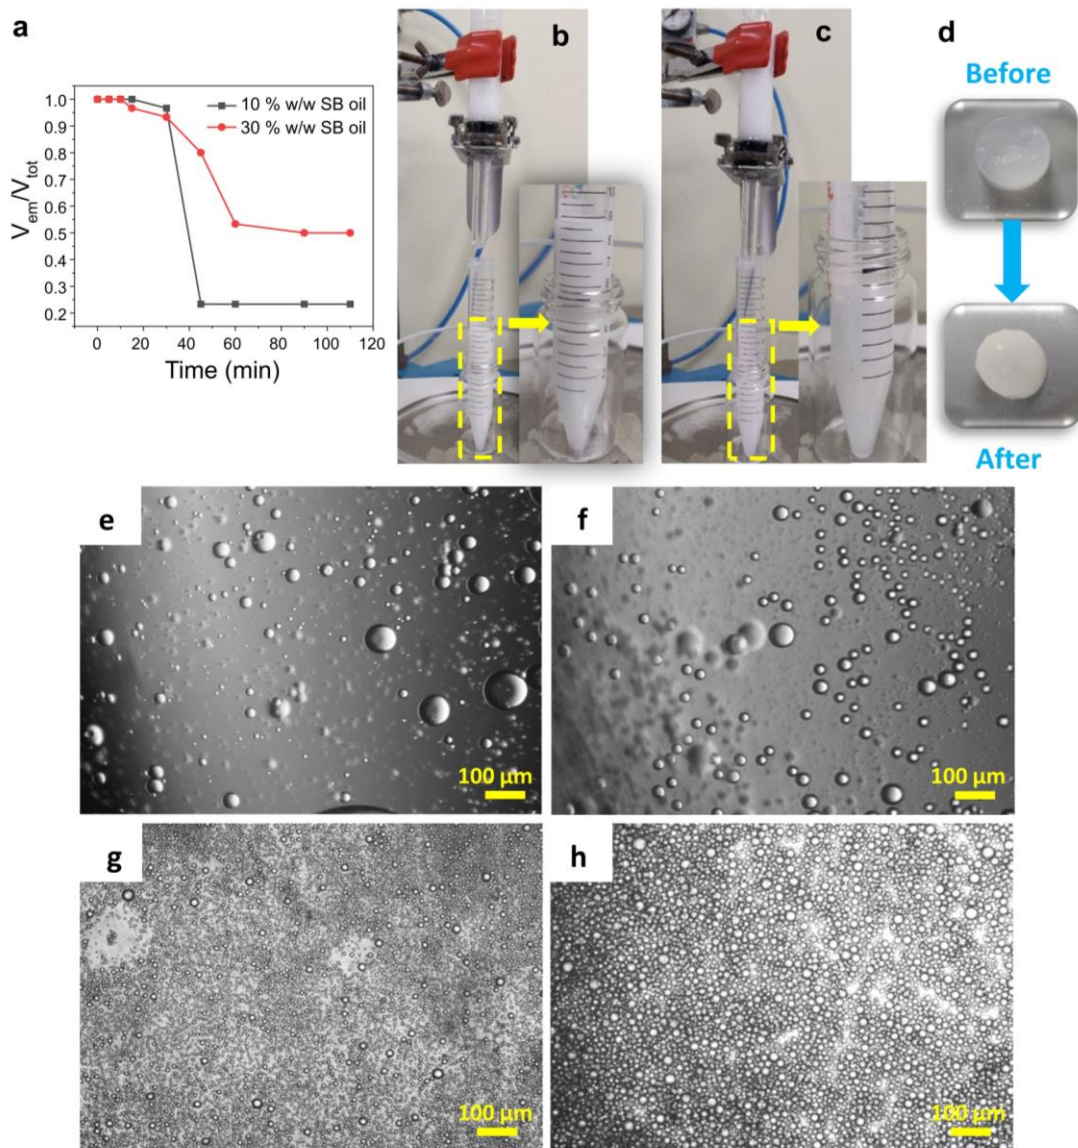 a
b
c
d
1.0
0.9
0.8
0.7
0.6
0.5
0.4
0.3
0.2
V_em/V_tot
10 % w/w SB oil
30 % w/w SB oil
0 20 40 60 80 100 120
Time (min)
Before
After
e
100 µm
f
100 µm
g
100 µm
h
100 µm